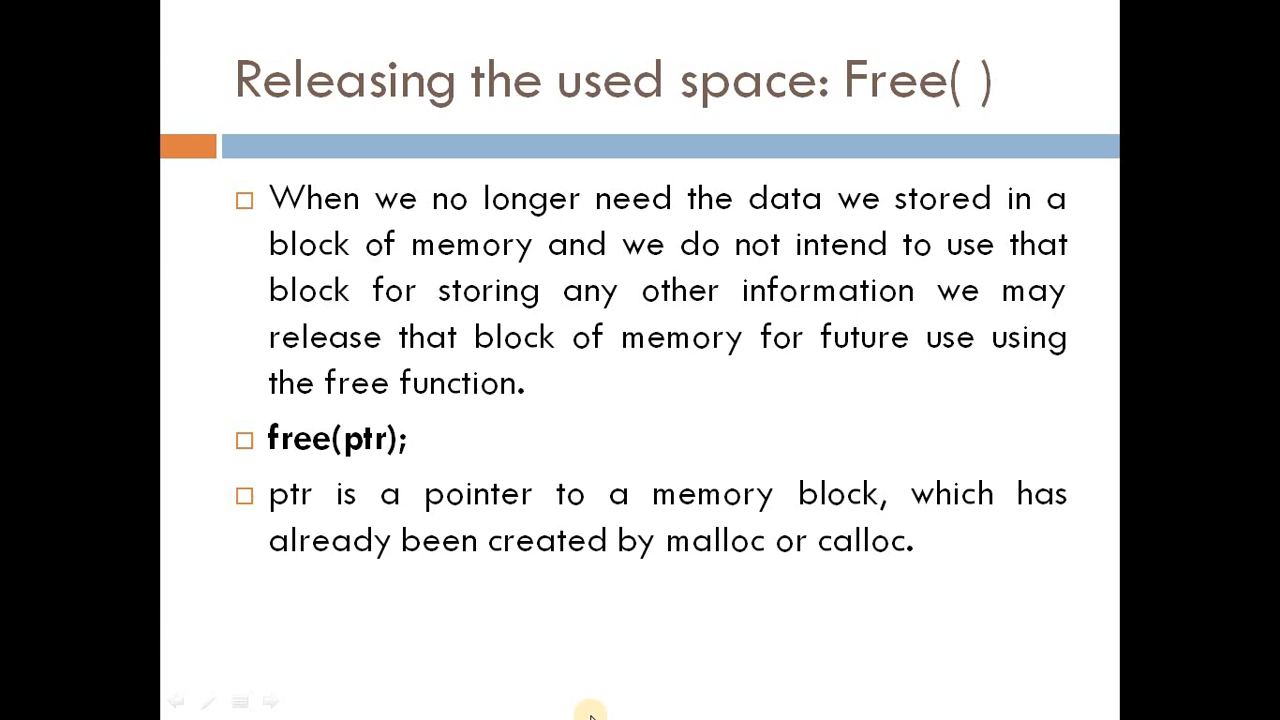 Releasing the used space: Free( )
When we no longer need the data we stored in a
block of memory and we do not intend to use that
block for storing any other information we may
release that block of memory for future use using
the free function.
free(ptr);
ptr is a pointer to a memory block, which has
already been created by malloc or calloc.